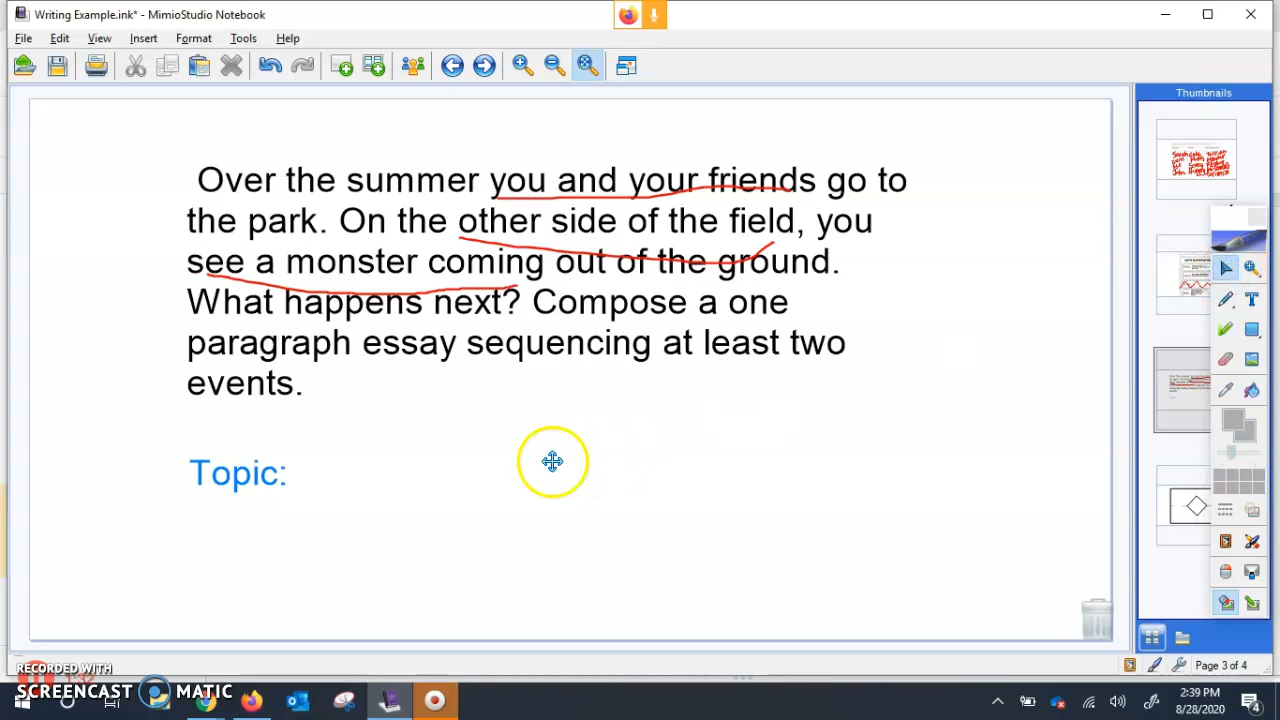 Writing Example.ink* - MimioStudio Notebook
File Edit View Insert Format Tools Help
Thumbnails
Over the summer you and your friends go to
the park. On the other side of the field, you
see a monster coming out of the ground.
What happens next? Compose a one
paragraph essay sequencing at least two
events.
Topic:
Page 3 of 4
RECORDED WITH
SCREENCAST MATIC
2:39 PM
8/28/2020
4